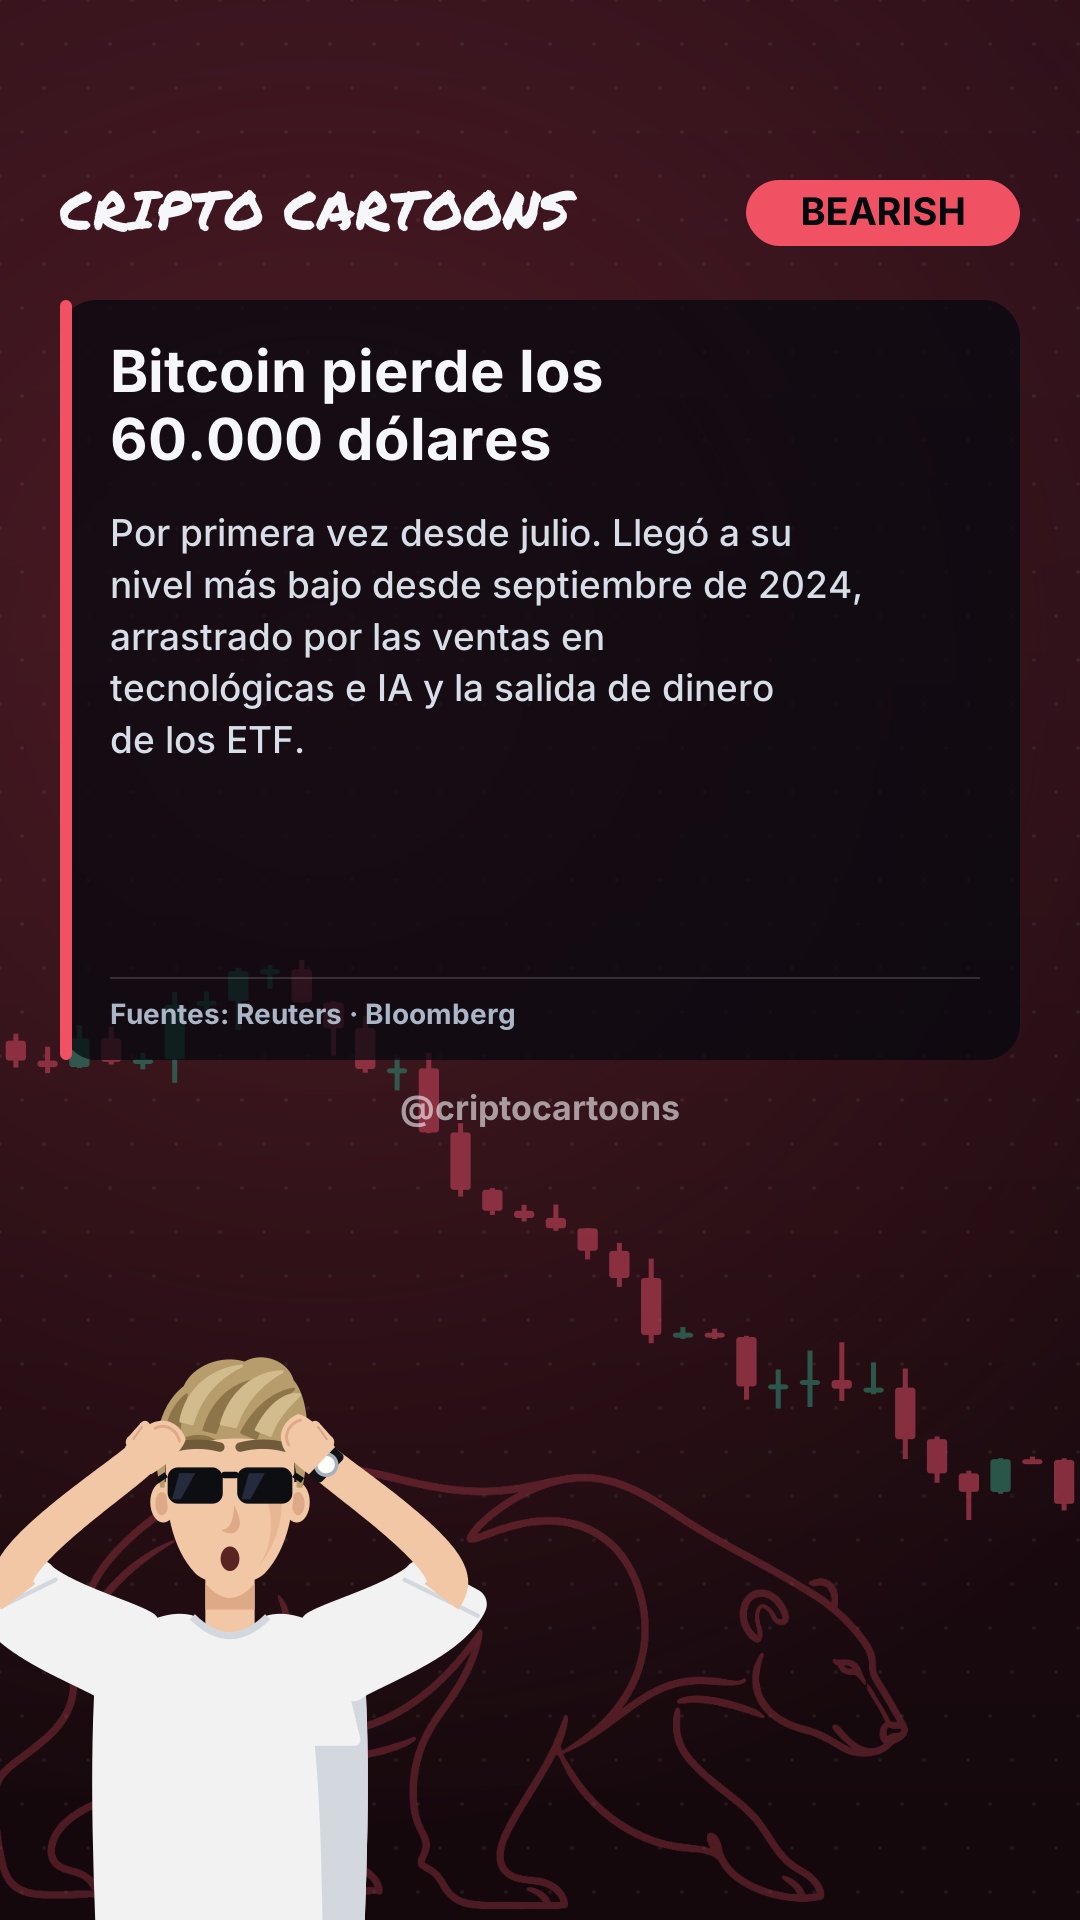 CRIPTO CARTOONS
BEARISH
Bitcoin pierde los
60.000 dólares
Por primera vez desde julio. Llegó a su
nivel más bajo desde septiembre de 2024,
arrastrado por las ventas en
tecnológicas e IA y la salida de dinero
de los ETF.
Fuentes: Reuters · Bloomberg
@criptocartoons